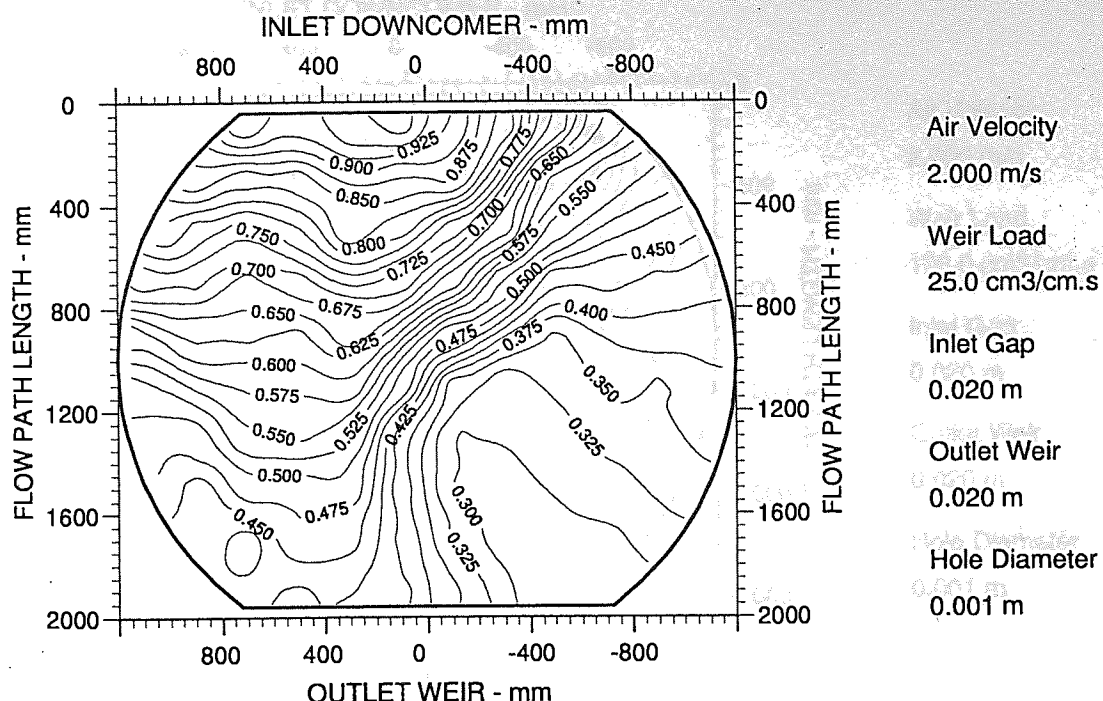 INLET DOWNCOMER - mm
800 400 0 -400 -800
0 0
400 400
800 800
1200 1200
1600 1600
2000 2000
FLOW PATH LENGTH - mm
FLOW PATH LENGTH - mm
0.925
0.900
0.875
0.775
0.850
0.650
0.550
0.800
0.750
0.700
0.725
0.575
0.450
0.700
0.675
0.500
0.650
0.400
0.625
0.475
0.375
0.600
0.575
0.350
0.550
0.525
0.425
0.325
0.500
0.475
0.450
0.300
0.325
800 400 0 -400 -800
OUTLET WEIR - mm
Air Velocity
2.000 m/s
Weir Load
25.0 cm3/cm.s
Inlet Gap
0.020 m
Outlet Weir
0.020 m
Hole Diameter
0.001 m